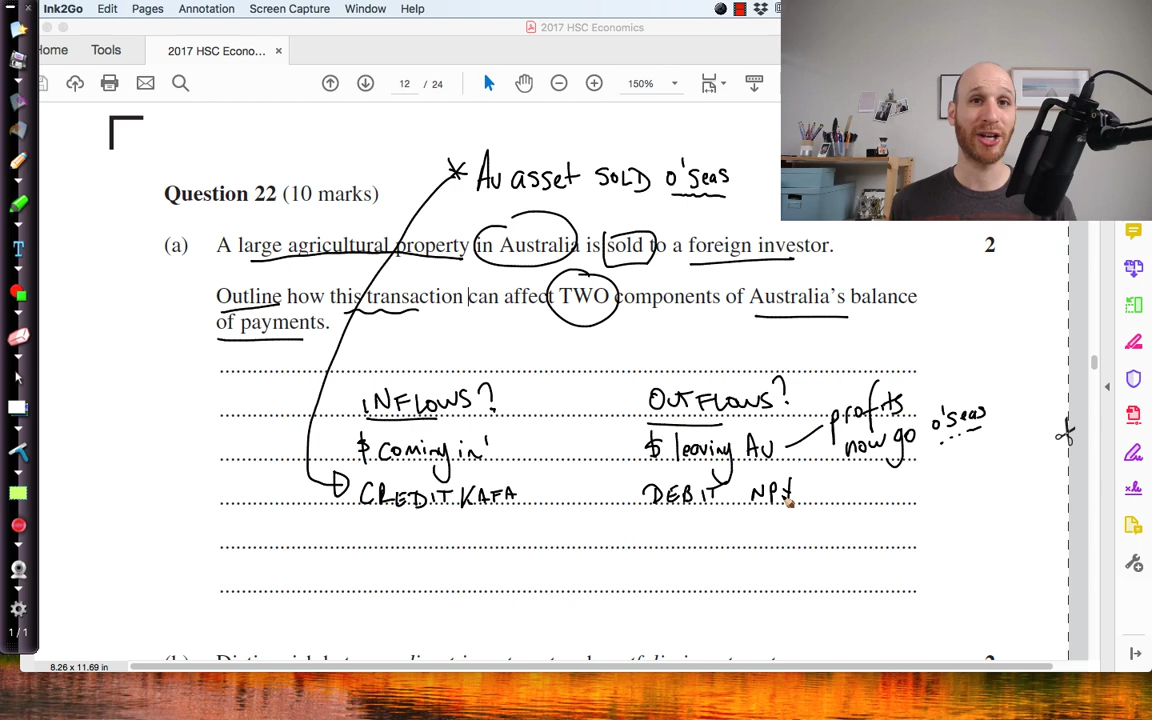 Ink2Go Edit Pages Annotation Screen Capture Window Help
2017 HSC Economics
ome Tools 2017 HSC Econo... ×
12 / 24 150%
* Au asset SOLD o'seas
Question 22 (10 marks)
(a) A large agricultural property in Australia is sold to a foreign investor. 2
Outline how this transaction can affect TWO components of Australia's balance
of payments.
INFLOWS? OUTFLOWS? profits
$ coming in $ leaving Au now go o'seas
CREDIT KAFA DEBIT NPY
1/1
8.26 x 11.69 in